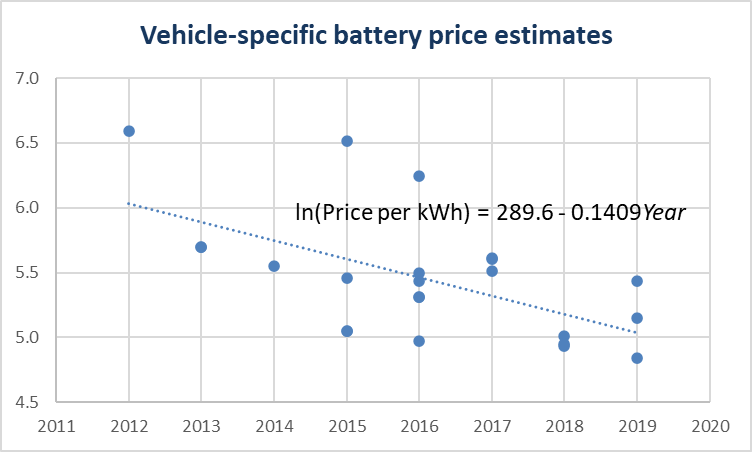 Vehicle-specific battery price estimates
7.0
6.5
6.0
ln(Price per kWh) = 289.6 - 0.1409Year
5.5
5.0
4.5
2011 2012 2013 2014 2015 2016 2017 2018 2019 2020